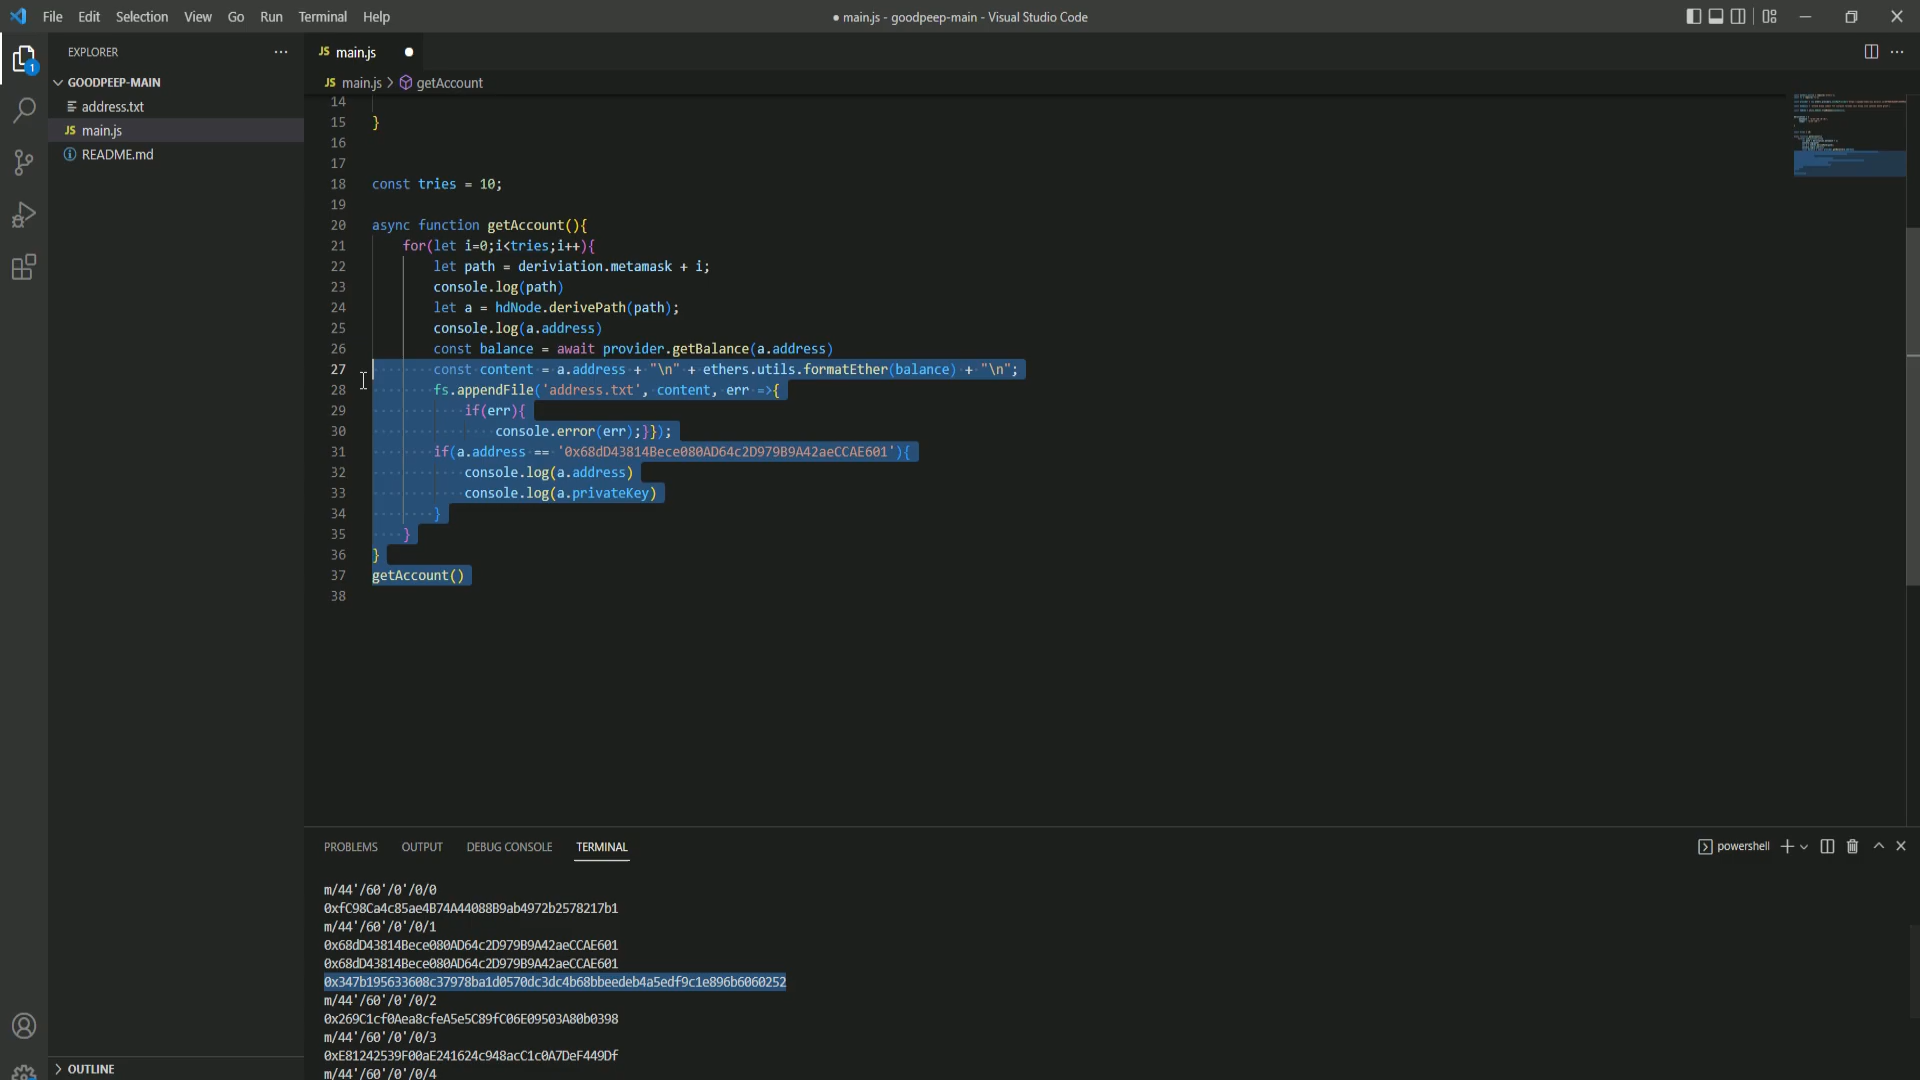 File Edit Selection View Go Run Terminal Help
● main.js - goodpeep-main - Visual Studio Code
EXPLORER
GOODPEEP-MAIN
address.txt
JS main.js
README.md
1
OUTLINE
JS main.js
JS main.js > getAccount
14
15 }
16
17
18 const tries = 10;
19
20 async function getAccount(){
21 for(let i=0;i<tries;i++){
22 let path = deriviation.metamask + i;
23 console.log(path)
24 let a = hdNode.derivePath(path);
25 console.log(a.address)
26 const balance = await provider.getBalance(a.address)
27 const content = a.address + "\n" + ethers.utils.formatEther(balance) + "\n";
28 fs.appendFile('address.txt', content, err =>{
29 if(err){
30 console.error(err);}});
31 if(a.address == '0x68dD43814Bece080AD64c2D979B9A42aeCCAE601'){
32 console.log(a.address)
33 console.log(a.privateKey)
34 }
35 }
36 }
37 getAccount()
38
PROBLEMS OUTPUT DEBUG CONSOLE TERMINAL
powershell
m/44'/60'/0'/0/0
0xfC98Ca4c85ae4B74A44088B9ab4972b2578217b1
m/44'/60'/0'/0/1
0x68dD43814Bece080AD64c2D979B9A42aeCCAE601
0x68dD43814Bece080AD64c2D979B9A42aeCCAE601
0x347b195633608c37978ba1d0570dc3dc4b68bbeedeb4a5edf9c1e896b6060252
m/44'/60'/0'/0/2
0x269C1cf0Aea8cfeA5e5C89fC06E09503A80b0398
m/44'/60'/0'/0/3
0xE81242539F00aE241624c948acC1c0A7DeF449Df
m/44'/60'/0'/0/4